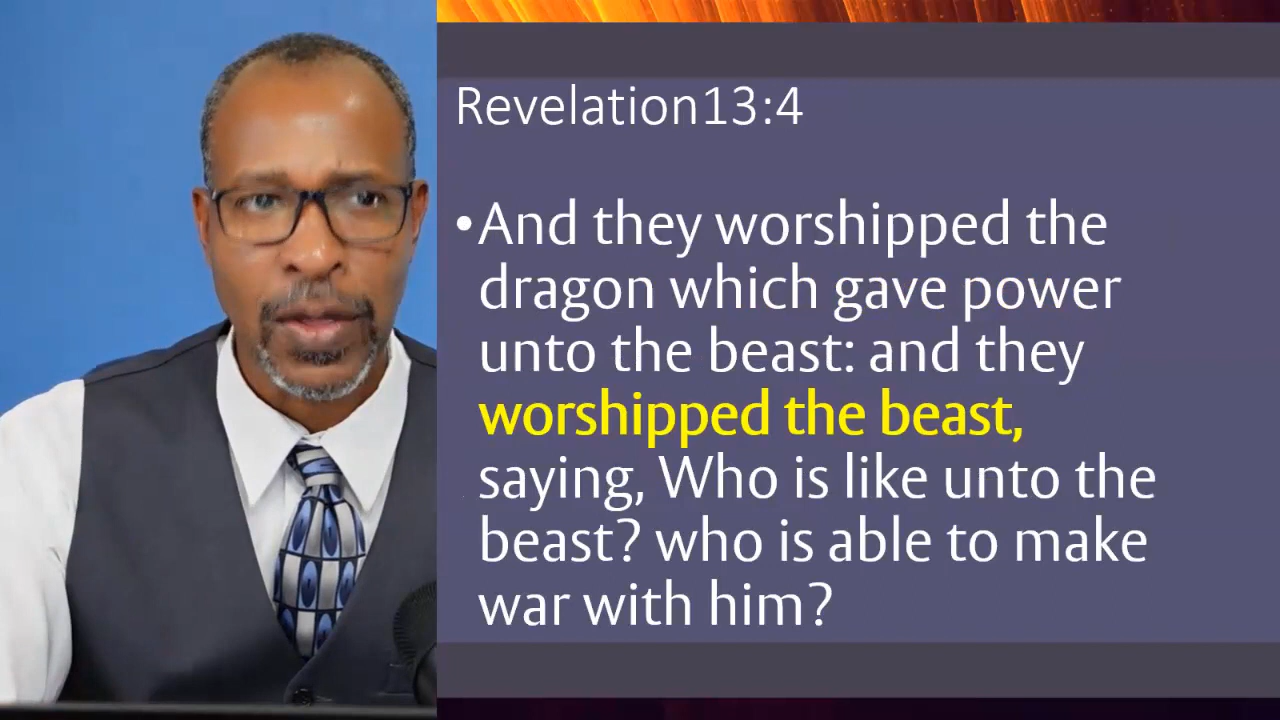 Revelation13:4
•And they worshipped the
dragon which gave power
unto the beast: and they
worshipped the beast,
saying, Who is like unto the
beast? who is able to make
war with him?